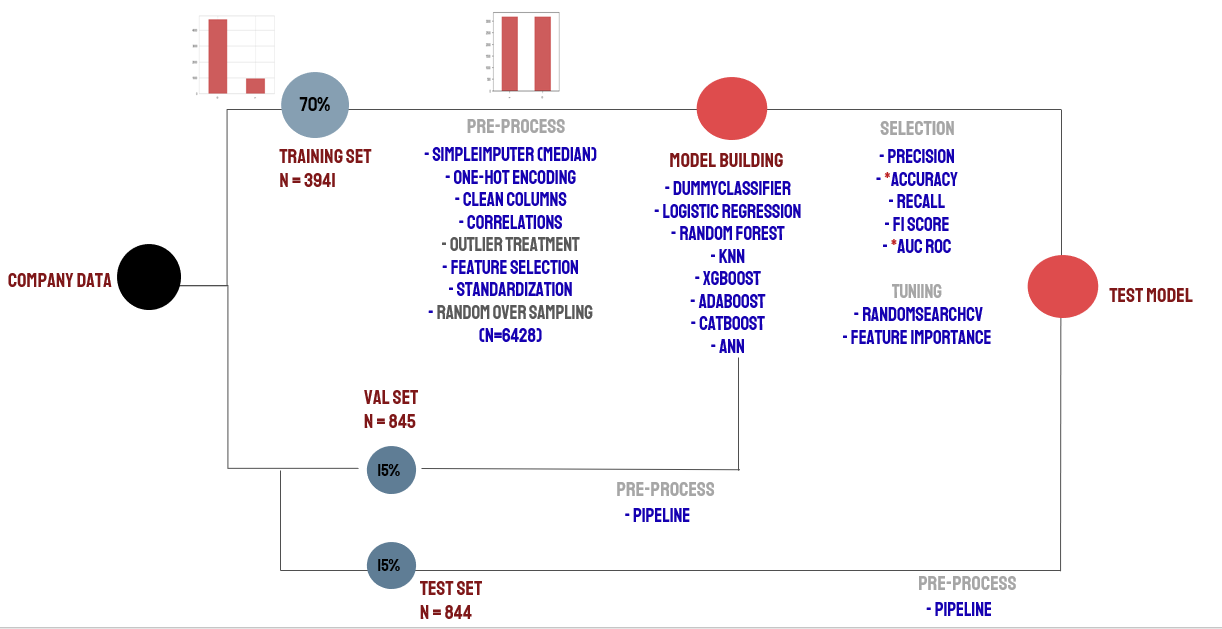 70%
TRAINING SET
N = 3941
PRE-PROCESS
- SIMPLEIMPUTER (MEDIAN)
- ONE-HOT ENCODING
- CLEAN COLUMNS
- CORRELATIONS
- OUTLIER TREATMENT
- FEATURE SELECTION
- STANDARDIZATION
- RANDOM OVER SAMPLING
(N=6428)
MODEL BUILDING
- DUMMYCLASSIFIER
- LOGISTIC REGRESSION
- RANDOM FOREST
- KNN
- XGBOOST
- ADABOOST
- CATBOOST
- ANN
SELECTION
- PRECISION
- *ACCURACY
- RECALL
- F1 SCORE
- *AUC ROC
TUNIING
- RANDOMSEARCHCV
- FEATURE IMPORTANCE
COMPANY DATA
TEST MODEL
VAL SET
N = 845
15%
PRE-PROCESS
- PIPELINE
15%
TEST SET
N = 844
PRE-PROCESS
- PIPELINE